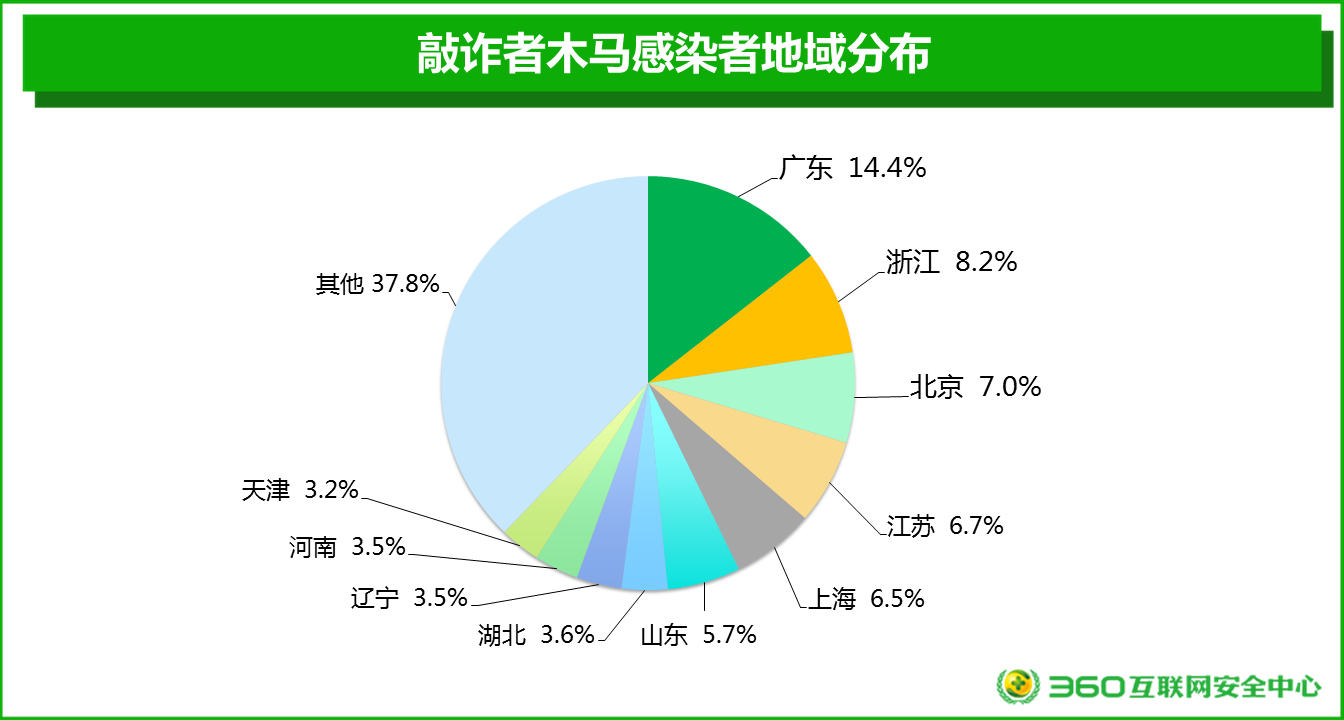 敲诈者木马感染者地域分布
广东 14.4%
浙江 8.2%
北京 7.0%
江苏 6.7%
上海 6.5%
山东 5.7%
湖北 3.6%
辽宁 3.5%
河南 3.5%
天津 3.2%
其他 37.8%
360互联网安全中心